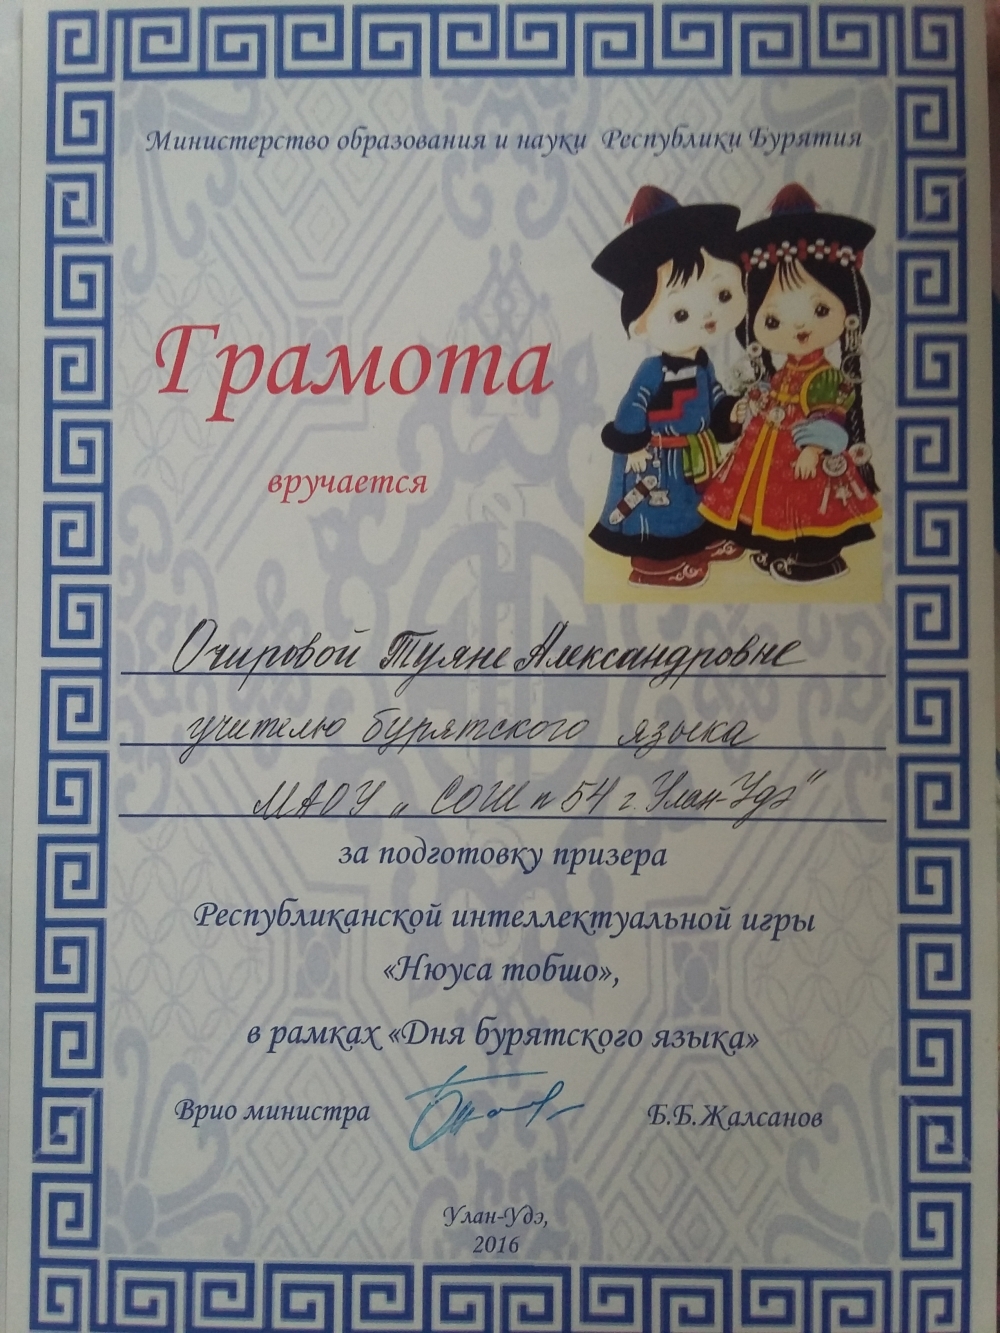 Министерство образования и науки Республики Бурятия
Грамота
вручается
Очировой Туяне Александровне
учителю бурятского языка
МАОУ „ СОШ n 54 г. Улан-Удэ"
за подготовку призера
Республиканской интеллектуальной игры
«Нюуса тобшо»,
в рамках «Дня бурятского языка»
Врио министра Б.Б.Жалсанов
Улан-Удэ,
2016